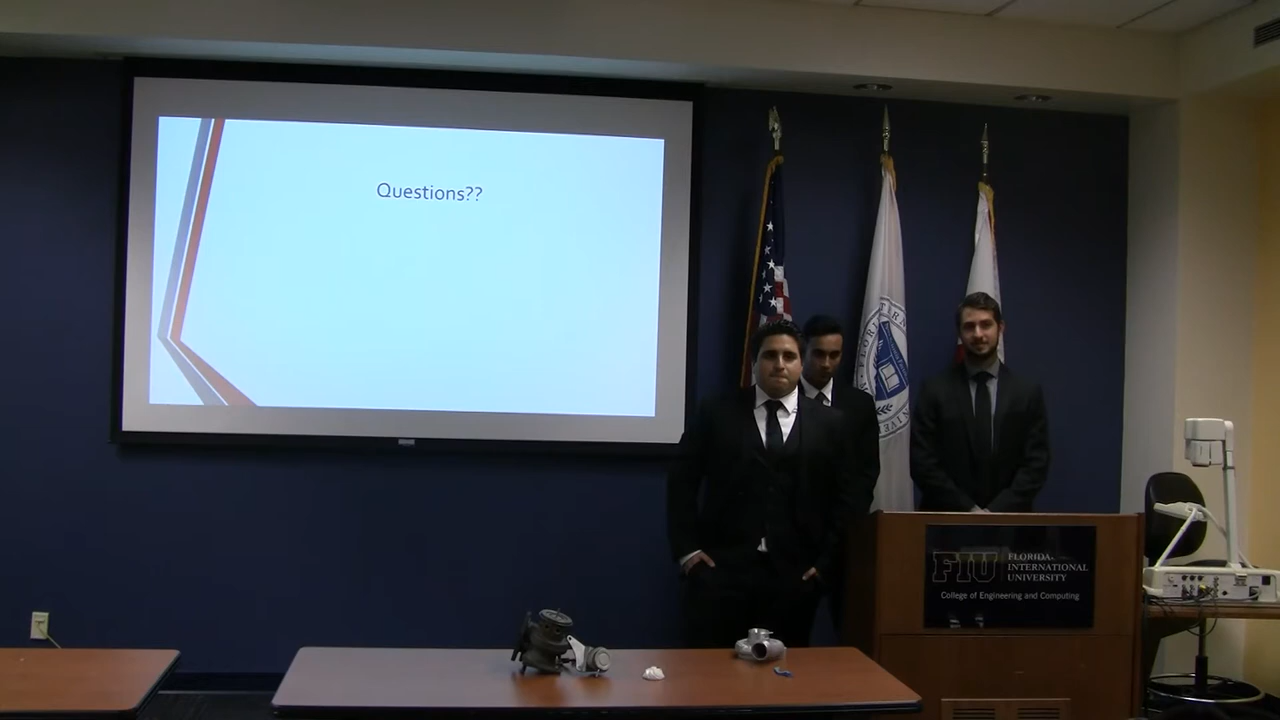 Questions??
FIU
FLORIDA
INTERNATIONAL
UNIVERSITY
College of Engineering and Computing